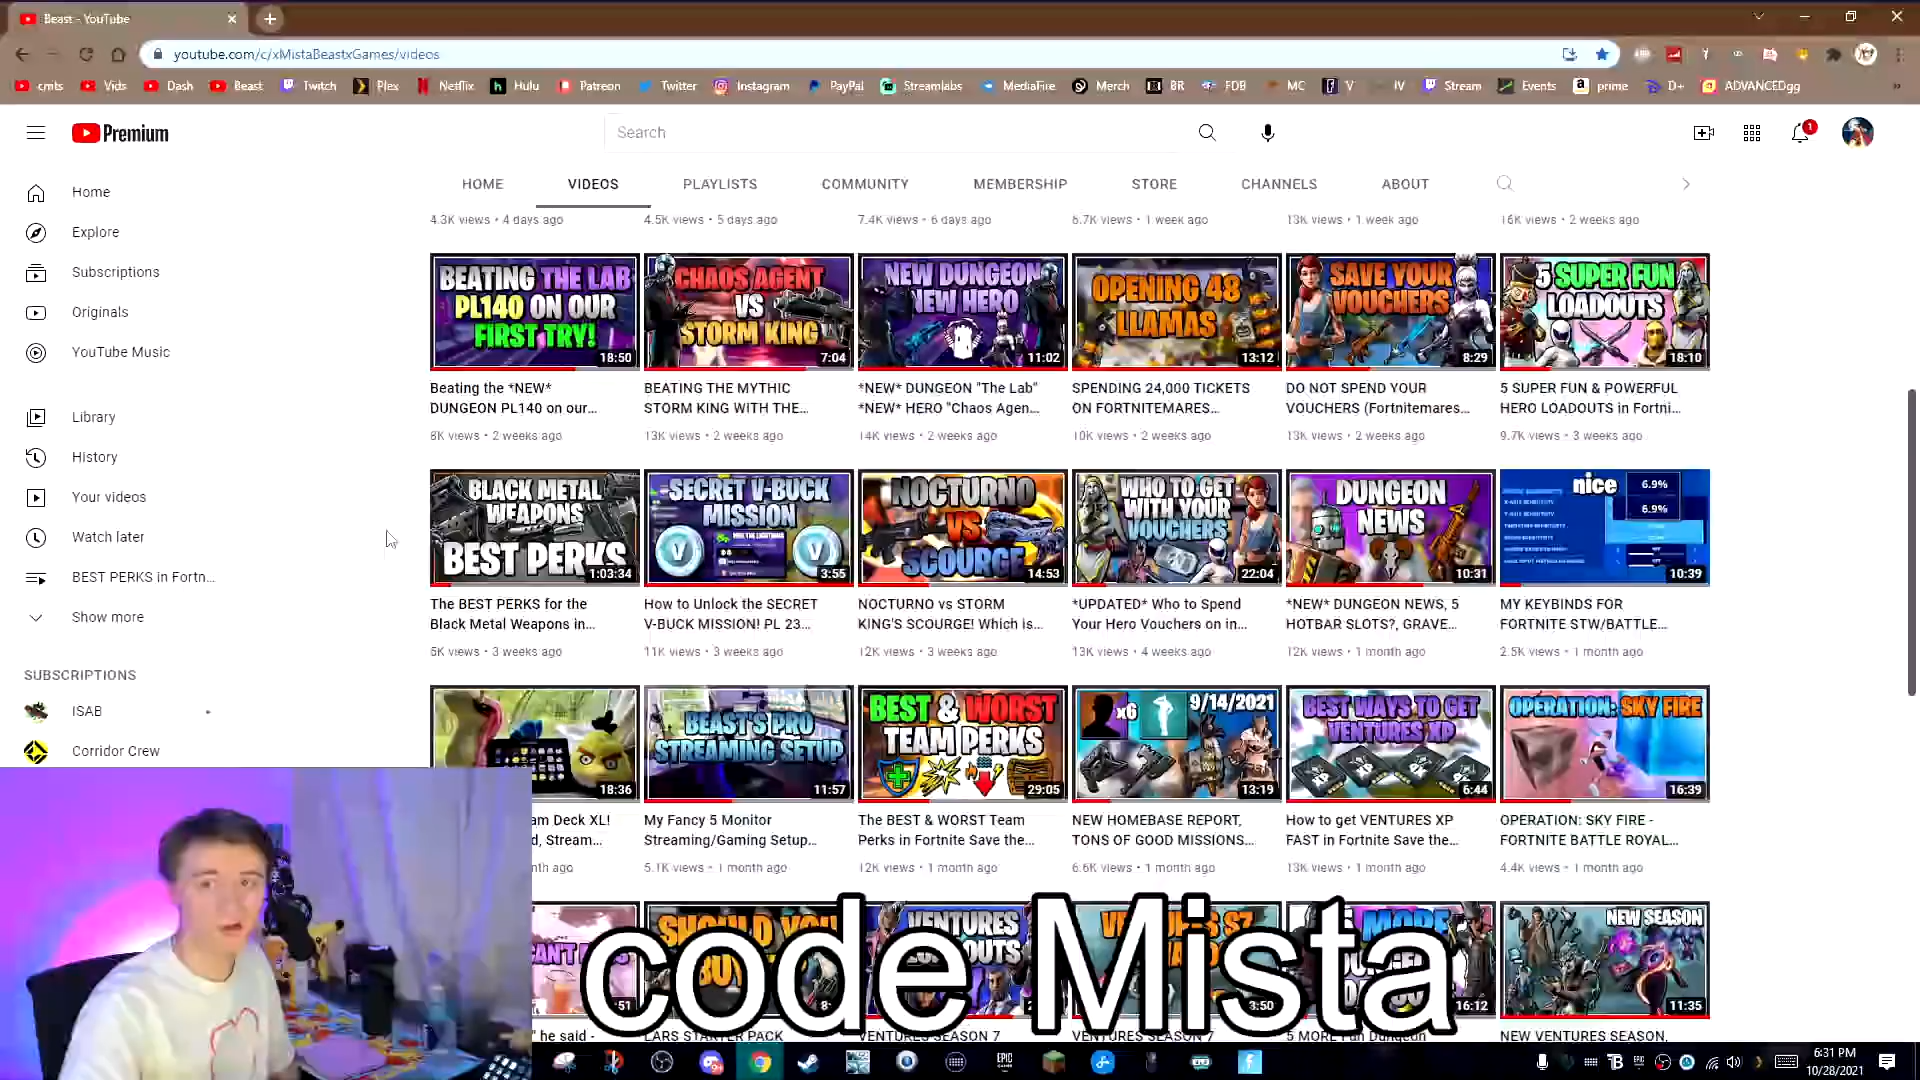 Beast - YouTube
youtube.com/c/xMistaBeastxGames/videos
cmts Vids Dash Beast Twitch Plex Netflix Hulu Patreon Twitter Instagram PayPal Streamlabs MediaFire Merch BR FDB MC V IV Stream Events prime D+ ADVANCEDgg
Premium
Search
1
HOME VIDEOS PLAYLISTS COMMUNITY MEMBERSHIP STORE CHANNELS ABOUT
Home
Explore
Subscriptions
Originals
YouTube Music
Library
History
Your videos
Watch later
BEST PERKS in Fortn...
Show more
SUBSCRIPTIONS
ISAB
Corridor Crew
4.3K views • 4 days ago
4.5K views • 5 days ago
7.4K views • 6 days ago
6.7K views • 1 week ago
13K views • 1 week ago
16K views • 2 weeks ago
BEATING THE LAB
PL140 ON OUR
FIRST TRY!
18:50
Beating the *NEW*
DUNGEON PL140 on our...
8K views • 2 weeks ago
CHAOS AGENT
VS
STORM KING
7:04
BEATING THE MYTHIC
STORM KING WITH THE...
13K views • 2 weeks ago
NEW DUNGEON
NEW HERO
11:02
*NEW* DUNGEON "The Lab"
*NEW* HERO "Chaos Agen...
14K views • 2 weeks ago
OPENING 48
LLAMAS
13:12
SPENDING 24,000 TICKETS
ON FORTNITEMARES...
10K views • 2 weeks ago
SAVE YOUR
VOUCHERS
8:29
DO NOT SPEND YOUR
VOUCHERS (Fortnitemares...
13K views • 2 weeks ago
5 SUPER FUN
LOADOUTS
18:10
5 SUPER FUN & POWERFUL
HERO LOADOUTS in Fortni...
9.7K views • 3 weeks ago
BLACK METAL
WEAPONS
BEST PERKS
1:03:34
The BEST PERKS for the
Black Metal Weapons in...
5K views • 3 weeks ago
SECRET V-BUCK
MISSION
3:55
How to Unlock the SECRET
V-BUCK MISSION! PL 23...
11K views • 3 weeks ago
NOCTURNO
VS
SCOURGE
14:53
NOCTURNO vs STORM
KING'S SCOURGE! Which is...
12K views • 3 weeks ago
WHO TO GET
WITH YOUR
VOUCHERS
22:04
*UPDATED* Who to Spend
Your Hero Vouchers on in...
13K views • 4 weeks ago
DUNGEON
NEWS
10:31
*NEW* DUNGEON NEWS, 5
HOTBAR SLOTS?, GRAVE...
12K views • 1 month ago
nice
6.9%
6.9%
10:39
MY KEYBINDS FOR
FORTNITE STW/BATTLE...
2.5K views • 1 month ago
18:36
am Deck XL!
d, Stream...
nth ago
BEAST'S PRO
STREAMING SETUP
11:57
My Fancy 5 Monitor
Streaming/Gaming Setup...
5.1K views • 1 month ago
BEST & WORST
TEAM PERKS
29:05
The BEST & WORST Team
Perks in Fortnite Save the...
12K views • 1 month ago
x6
9/14/2021
13:19
NEW HOMEBASE REPORT,
TONS OF GOOD MISSIONS...
6.6K views • 1 month ago
BEST WAYS TO GET
VENTURES XP
6:44
How to get VENTURES XP
FAST in Fortnite Save the...
13K views • 1 month ago
OPERATION: SKY FIRE
16:39
OPERATION: SKY FIRE -
FORTNITE BATTLE ROYAL...
4.4K views • 1 month ago
" he said -
SHOULD YOU
VENTURES
VENTURES SEASON 7
3:50
VENTURES SEASON 7
MORE
16:12
5 MORE Fun Dungeon
NEW SEASON
11:35
NEW VENTURES SEASON,
code Mista
6:31 PM
10/28/2021